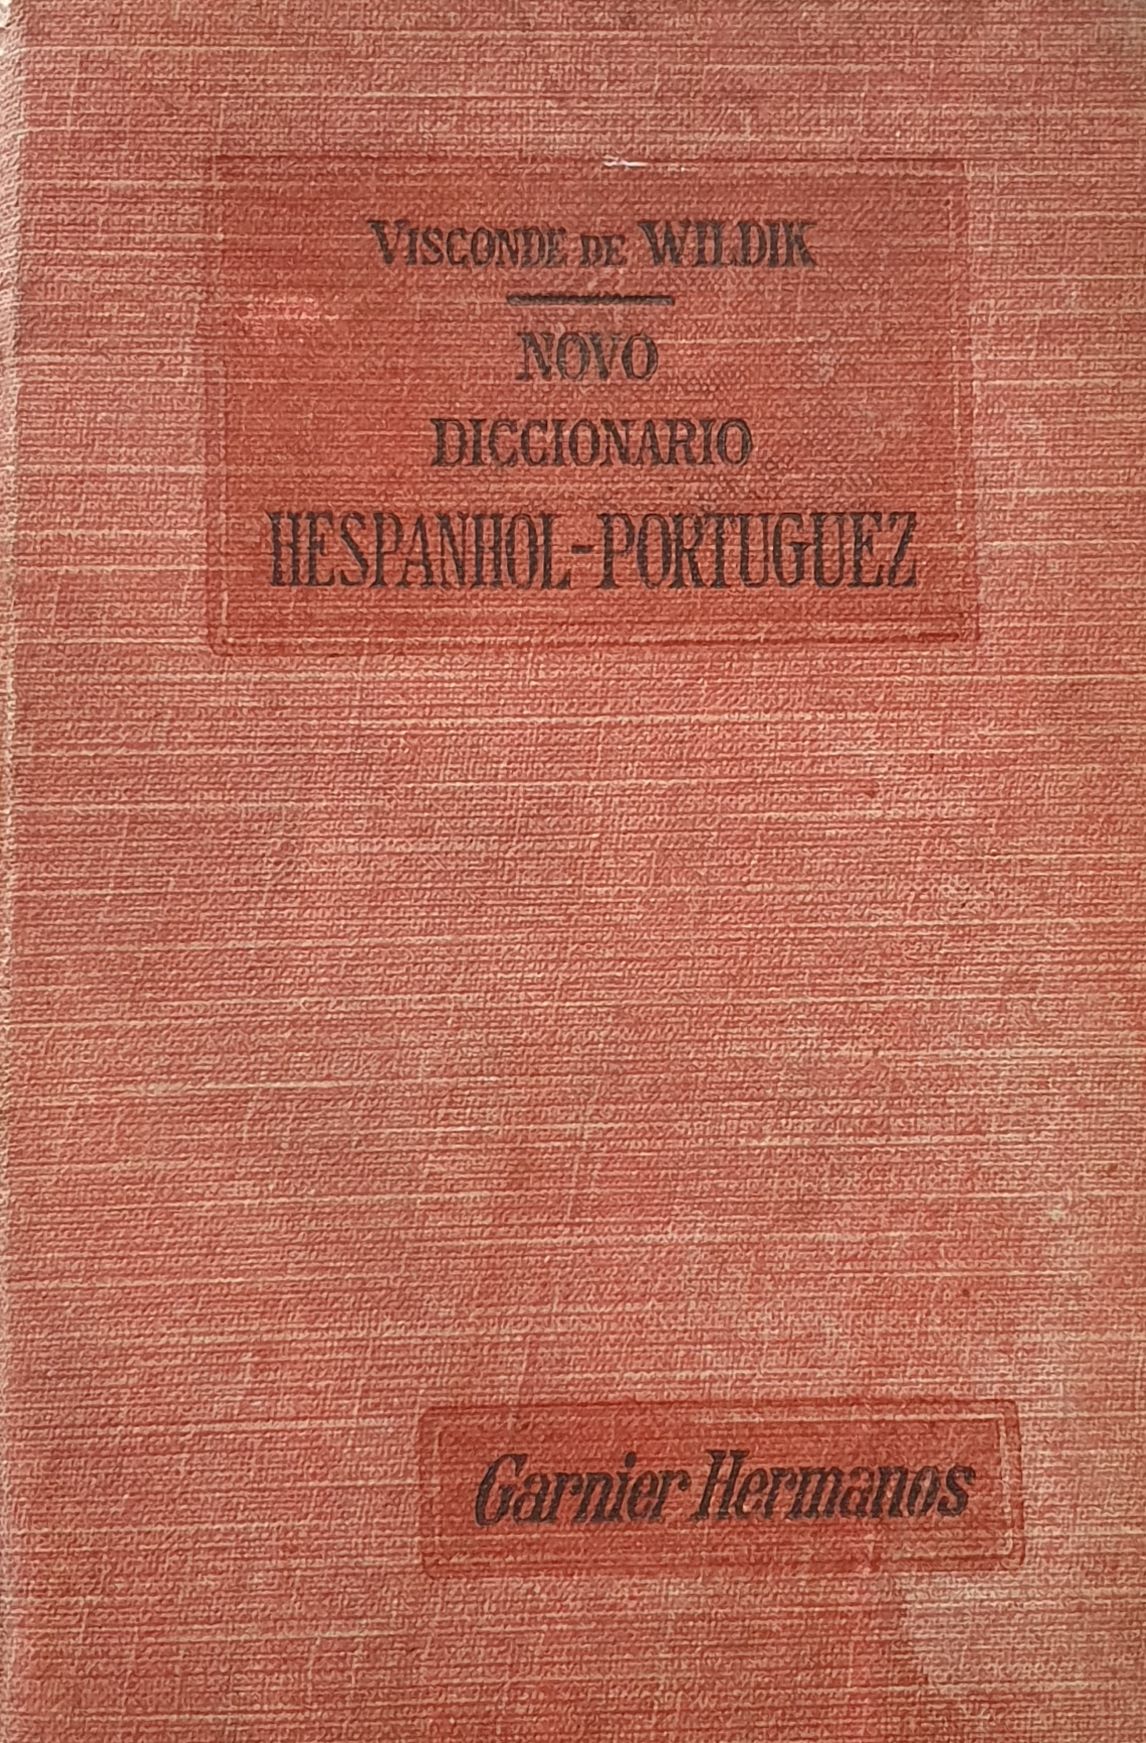 VISCONDE DE WILDIK
NOVO
DICCIONARIO
HESPANHOL-PORTUGUEZ
Garnier Hermanos